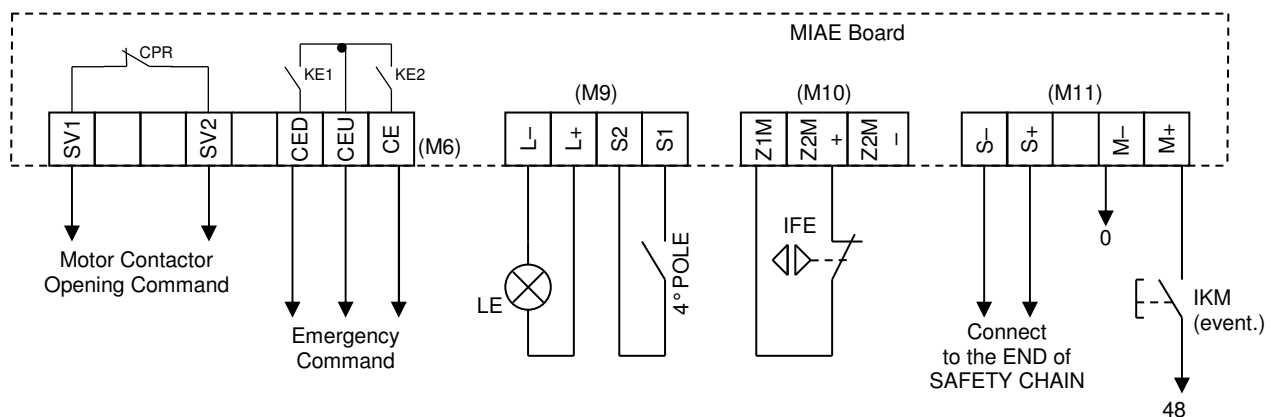 MIAE Board
CPR
KE1
KE2
(M9)
(M10)
(M11)
SV1
SV2
CED
CEU
CE
(M6)
L–
L+
S2
S1
Z1M
Z2M +
Z2M –
S–
S+
M–
M+
Motor Contactor
Opening Command
Emergency
Command
LE
4° POLE
IFE
0
Connect
to the END of
SAFETY CHAIN
IKM
(event.)
48